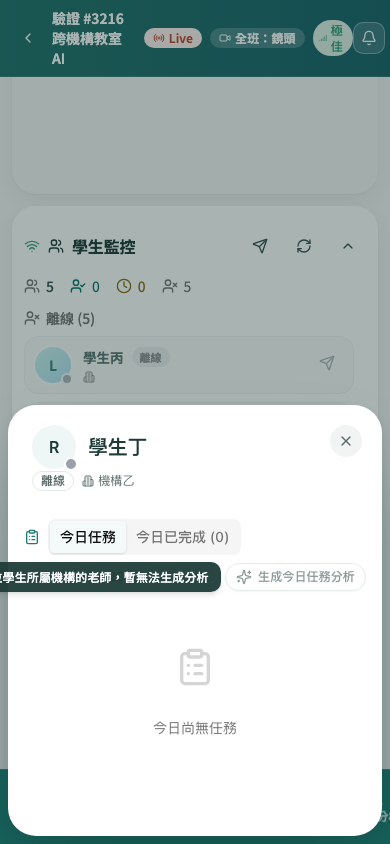 驗證 #3216
跨機構教室
AI
Live
全班：鏡頭
極佳
學生監控
5 0 0 5
離線 (5)
L 學生丙 離線
R 學生丁
離線 機構乙
今日任務 今日已完成 (0)
學生所屬機構的老師，暫無法生成分析
生成今日任務分析
今日尚無任務